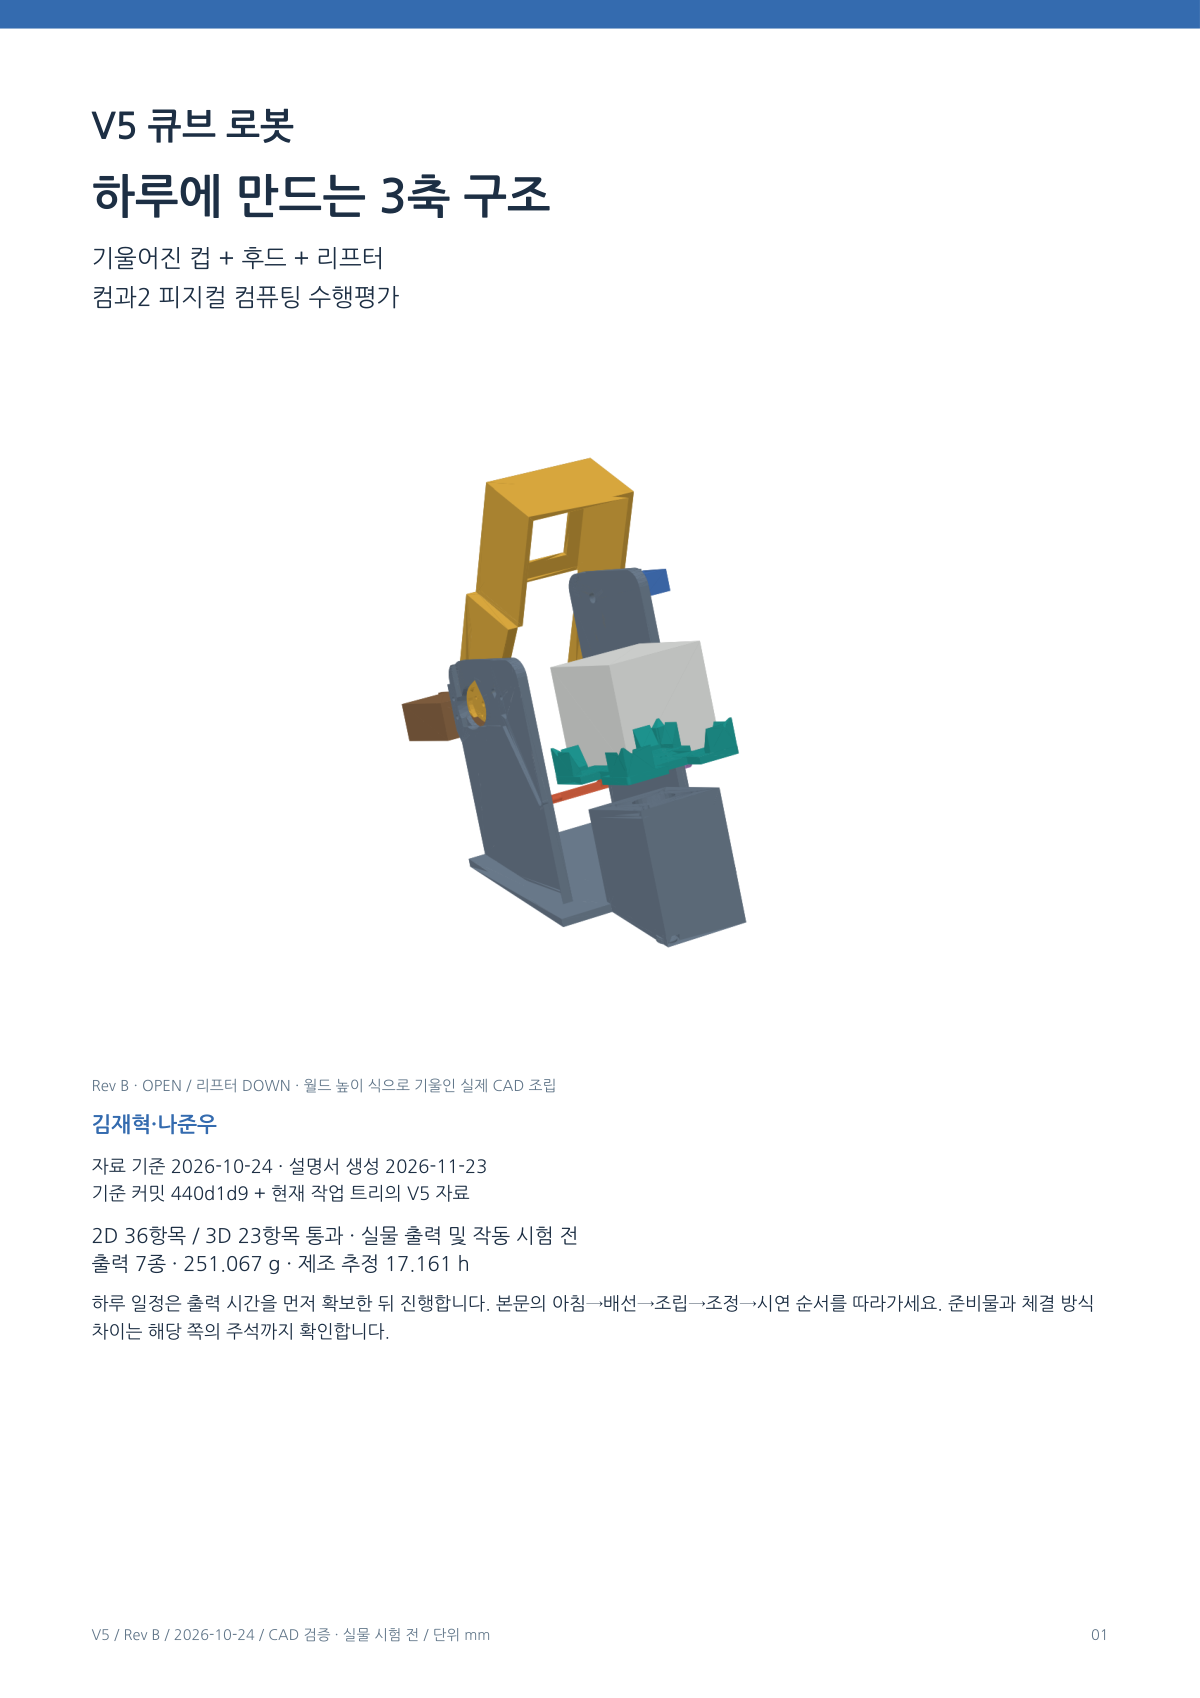 V5 큐브 로봇
하루에 만드는 3축 구조
기울어진 컵 + 후드 + 리프터
컴과2 피지컬 컴퓨팅 수행평가
Rev B · OPEN / 리프터 DOWN · 월드 높이 식으로 기울인 실제 CAD 조립
김재혁·나준우
자료 기준 2026-10-24 · 설명서 생성 2026-11-23
기준 커밋 440d1d9 + 현재 작업 트리의 V5 자료
2D 36항목 / 3D 23항목 통과 · 실물 출력 및 작동 시험 전
출력 7종 · 251.067 g · 제조 추정 17.161 h
하루 일정은 출력 시간을 먼저 확보한 뒤 진행합니다. 본문의 아침→배선→조립→조정→시연 순서를 따라가세요. 준비물과 체결 방식
차이는 해당 쪽의 주석까지 확인합니다.
V5 / Rev B / 2026-10-24 / CAD 검증 · 실물 시험 전 / 단위 mm
01